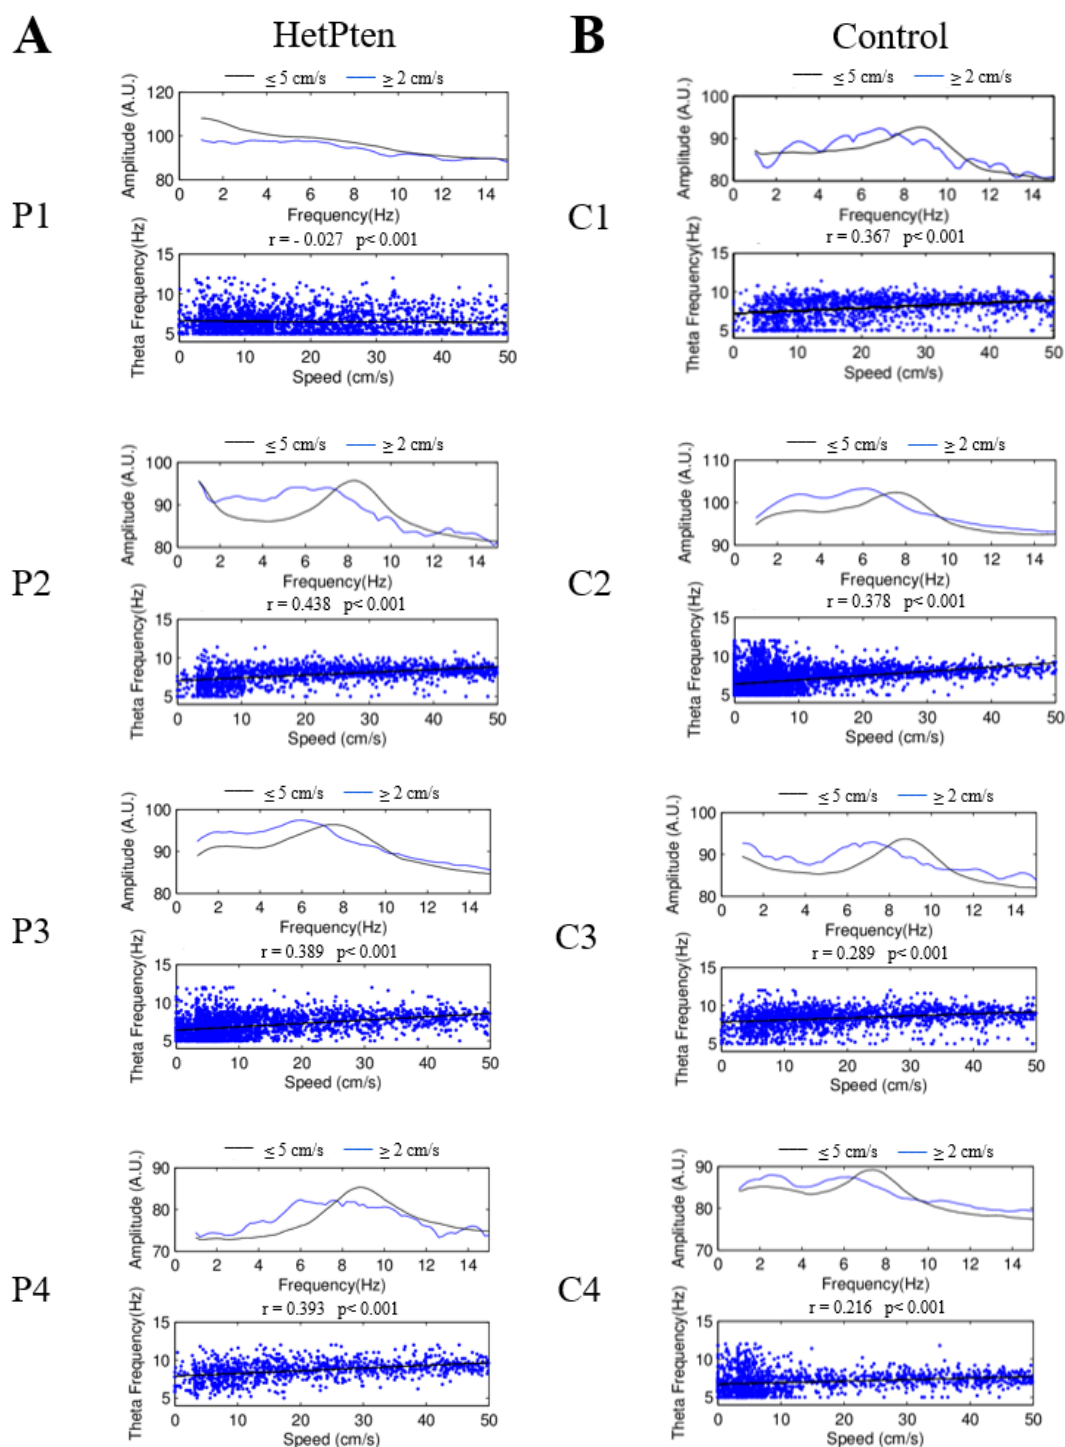 A HetPten
≤ 5 cm/s ≥ 2 cm/s
Amplitude (A.U.)
120
100
80
0 2 4 6 8 10 12 14
Frequency(Hz)
P1
r = - 0.027 p< 0.001
Theta Frequency(Hz)
15
10
5
0 10 20 30 40 50
Speed (cm/s)
≤ 5 cm/s ≥ 2 cm/s
Amplitude (A.U.)
100
90
80
0 2 4 6 8 10 12 14
Frequency(Hz)
P2
r = 0.438 p< 0.001
Theta Frequency(Hz)
15
10
5
0 10 20 30 40 50
Speed (cm/s)
≤ 5 cm/s ≥ 2 cm/s
Amplitude (A.U.)
100
90
80
0 2 4 6 8 10 12 14
Frequency(Hz)
P3
r = 0.389 p< 0.001
Theta Frequency(Hz)
15
10
5
0 10 20 30 40 50
Speed (cm/s)
≤ 5 cm/s ≥ 2 cm/s
Amplitude (A.U.)
90
80
70
0 2 4 6 8 10 12 14
Frequency(Hz)
P4
r = 0.393 p< 0.001
Theta Frequency(Hz)
15
10
5
0 10 20 30 40 50
Speed (cm/s)
B Control
≤ 5 cm/s ≥ 2 cm/s
Amplitude (A.U.)
100
90
80
0 2 4 6 8 10 12 14
Frequency(Hz)
C1
r = 0.367 p< 0.001
Theta Frequency(Hz)
15
10
5
0 10 20 30 40 50
Speed (cm/s)
≤ 5 cm/s ≥ 2 cm/s
Amplitude (A.U.)
110
100
90
0 2 4 6 8 10 12 14
Frequency(Hz)
C2
r = 0.378 p< 0.001
Theta Frequency(Hz)
15
10
5
0 10 20 30 40 50
Speed (cm/s)
≤ 5 cm/s ≥ 2 cm/s
Amplitude (A.U.)
100
90
80
0 2 4 6 8 10 12 14
Frequency(Hz)
C3
r = 0.289 p< 0.001
Theta Frequency(Hz)
15
10
5
0 10 20 30 40 50
Speed (cm/s)
≤ 5 cm/s ≥ 2 cm/s
Amplitude (A.U.)
90
80
70
0 2 4 6 8 10 12 14
Frequency(Hz)
C4
r = 0.216 p< 0.001
Theta Frequency(Hz)
15
10
5
0 10 20 30 40 50
Speed (cm/s)